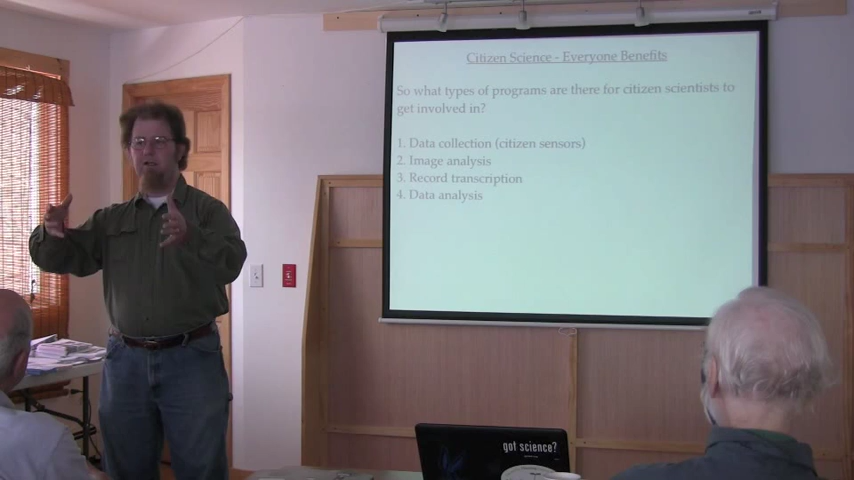 Citizen Science - Everyone Benefits
So what types of programs are there for citizen scientists to
get involved in?
1. Data collection (citizen sensors)
2. Image analysis
3. Record transcription
4. Data analysis
got science?